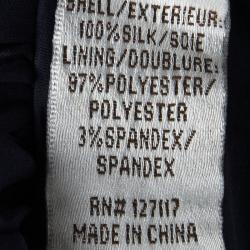 SHELL/EXTERIEUR:
100%SILK/SOIE
LINING/DOUBLURE:
97%POLYESTER/
POLYESTER
3%SPANDEX/
SPANDEX
RN# 127117
MADE IN CHINA